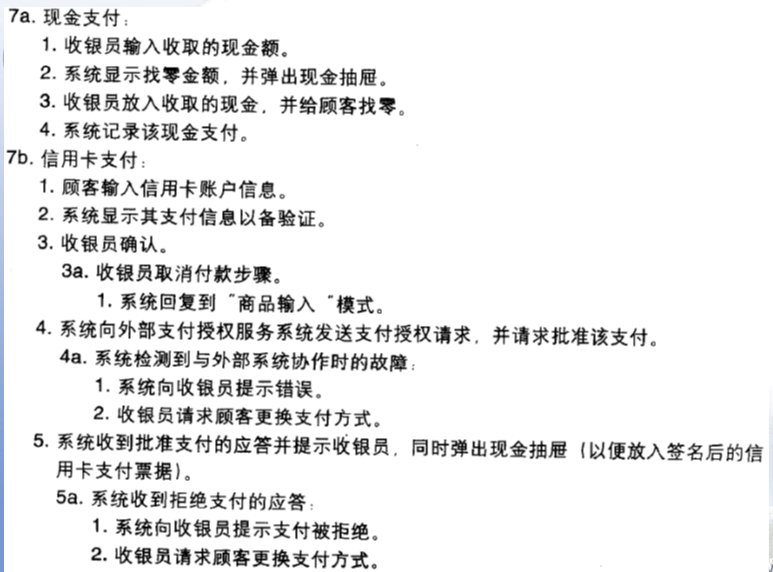 7a. 现金支付：
1. 收银员输入收取的现金额。
2. 系统显示找零金额，并弹出现金抽屉。
3. 收银员放入收取的现金，并给顾客找零。
4. 系统记录该现金支付。
7b. 信用卡支付：
1. 顾客输入信用卡账户信息。
2. 系统显示其支付信息以备验证。
3. 收银员确认。
3a. 收银员取消付款步骤。
1. 系统回复到“商品输入“模式。
4. 系统向外部支付授权服务系统发送支付授权请求，并请求批准该支付。
4a. 系统检测到与外部系统协作时的故障：
1. 系统向收银员提示错误。
2. 收银员请求顾客更换支付方式。
5. 系统收到批准支付的应答并提示收银员，同时弹出现金抽屉（以便放入签名后的信
用卡支付票据）。
5a. 系统收到拒绝支付的应答：
1. 系统向收银员提示支付被拒绝。
2. 收银员请求顾客更换支付方式。